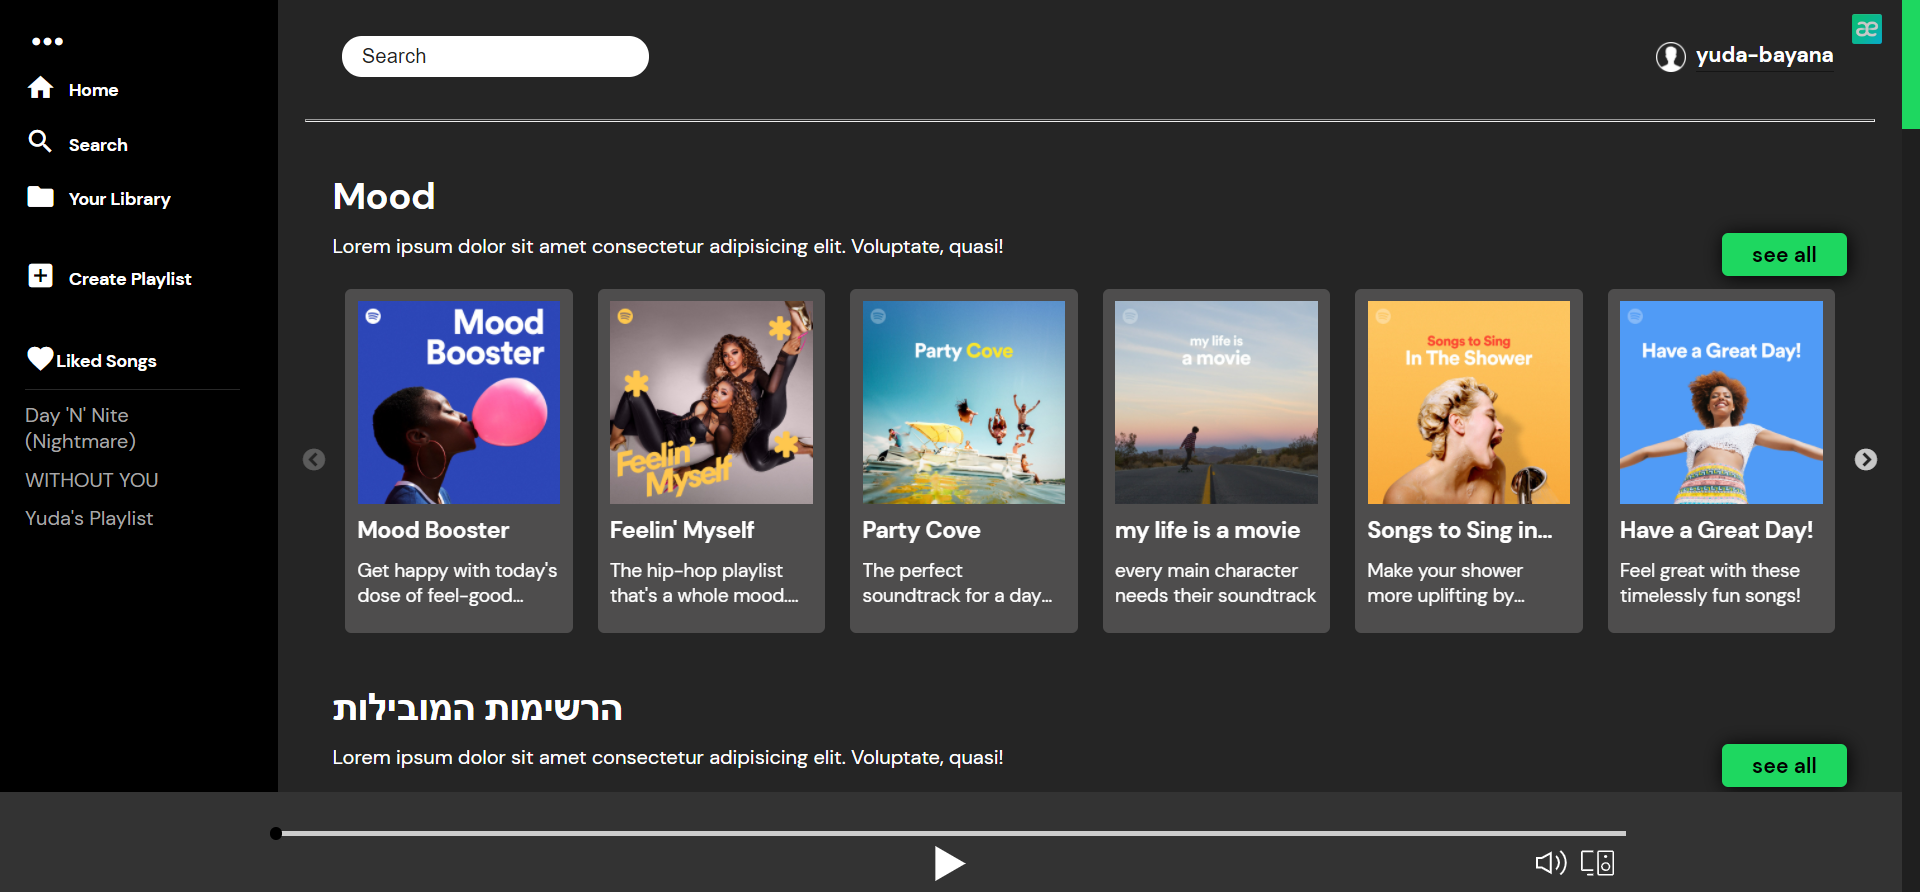 Home
Search
Your Library
Create Playlist
Liked Songs
Day 'N' Nite
(Nightmare)
WITHOUT YOU
Yuda's Playlist
Search
yuda-bayana
æ
Mood
Lorem ipsum dolor sit amet consectetur adipisicing elit. Voluptate, quasi!
see all
Mood
Booster
Mood Booster
Get happy with today's
dose of feel-good...
Feelin'
Myself
Feelin' Myself
The hip-hop playlist
that's a whole mood....
Party Cove
Party Cove
The perfect
soundtrack for a day...
my life is
a movie
my life is a movie
every main character
needs their soundtrack
Songs to Sing
In The Shower
Songs to Sing in...
Make your shower
more uplifting by...
Have a Great Day!
Have a Great Day!
Feel great with these
timelessly fun songs!
הרשימות המובילות
Lorem ipsum dolor sit amet consectetur adipisicing elit. Voluptate, quasi!
see all